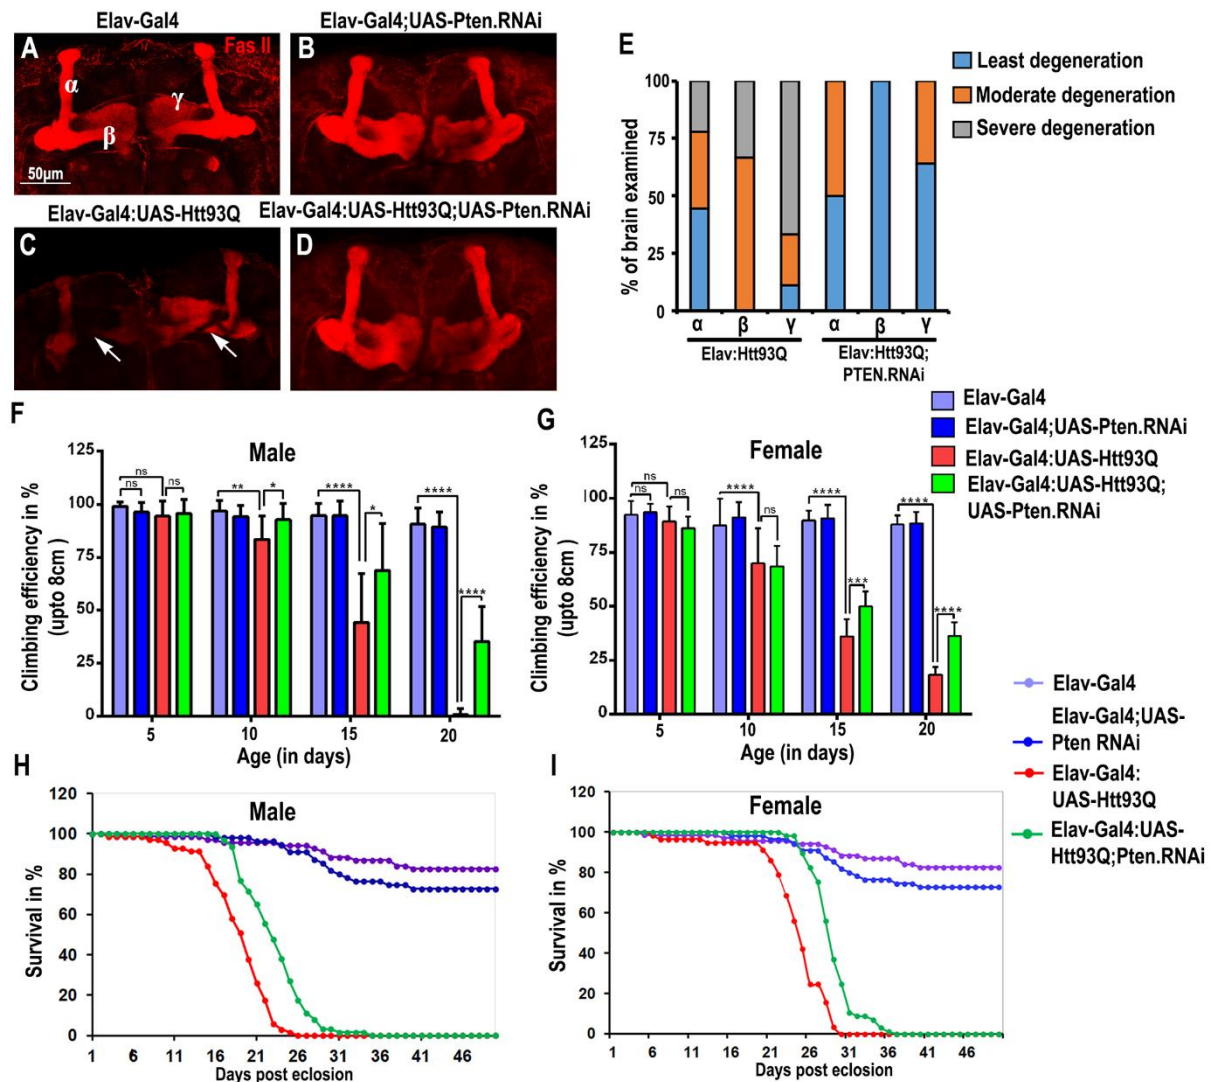 Elav-Gal4
Elav-Gal4;UAS-Pten.RNAi
A
Fas II
α
γ
β
50µm
B
Elav-Gal4:UAS-Htt93Q
Elav-Gal4:UAS-Htt93Q;UAS-Pten.RNAi
C
D
E
% of brain examined
100
75
50
25
0
α
β
γ
α
β
γ
Elav:Htt93Q
Elav:Htt93Q;
PTEN.RNAi
Least degeneration
Moderate degeneration
Severe degeneration
F
Male
Climbing efficiency in %
(upto 8cm)
125
100
75
50
25
0
ns
ns
ns
**
*
****
*
****
****
5
10
15
20
Age (in days)
G
Female
Climbing efficiency in %
(upto 8cm)
125
100
75
50
25
0
ns
ns
ns
****
ns
****
***
****
****
5
10
15
20
Age (in days)
Elav-Gal4
Elav-Gal4;UAS-Pten.RNAi
Elav-Gal4:UAS-Htt93Q
Elav-Gal4:UAS-Htt93Q;
UAS-Pten.RNAi
H
Male
Survival in %
120
100
80
60
40
20
0
1 6 11 16 21 26 31 36 41 46
Days post eclosion
I
Female
Survival in %
120
100
80
60
40
20
0
1 6 11 16 21 26 31 36 41 46
Days post eclosion
Elav-Gal4
Elav-Gal4;UAS-
Pten RNAi
Elav-Gal4:
UAS-Htt93Q
Elav-Gal4:UAS-
Htt93Q;Pten.RNAi